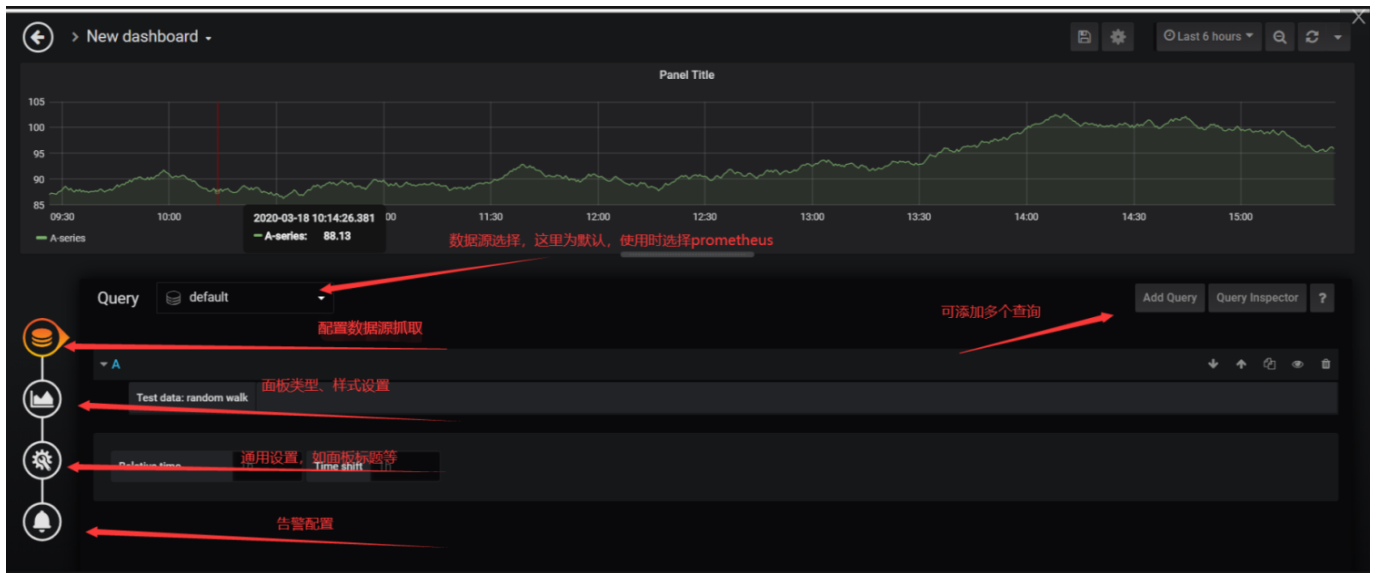 New dashboard
Last 6 hours
Panel Title
105
100
95
90
85
09:30
10:00
00
11:30
12:00
12:30
13:00
13:30
14:00
14:30
15:00
2020-03-18 10:14:26.381
A-series: 88.13
A-series
数据源选择，这里为默认，使用时选择prometheus
Query
default
Add Query
Query Inspector
?
可添加多个查询
配置数据源抓取
A
面板类型、样式设置
Test data: random walk
通用设置，如面板标题等
Relative time
1h
Time shift
1h
告警配置
X